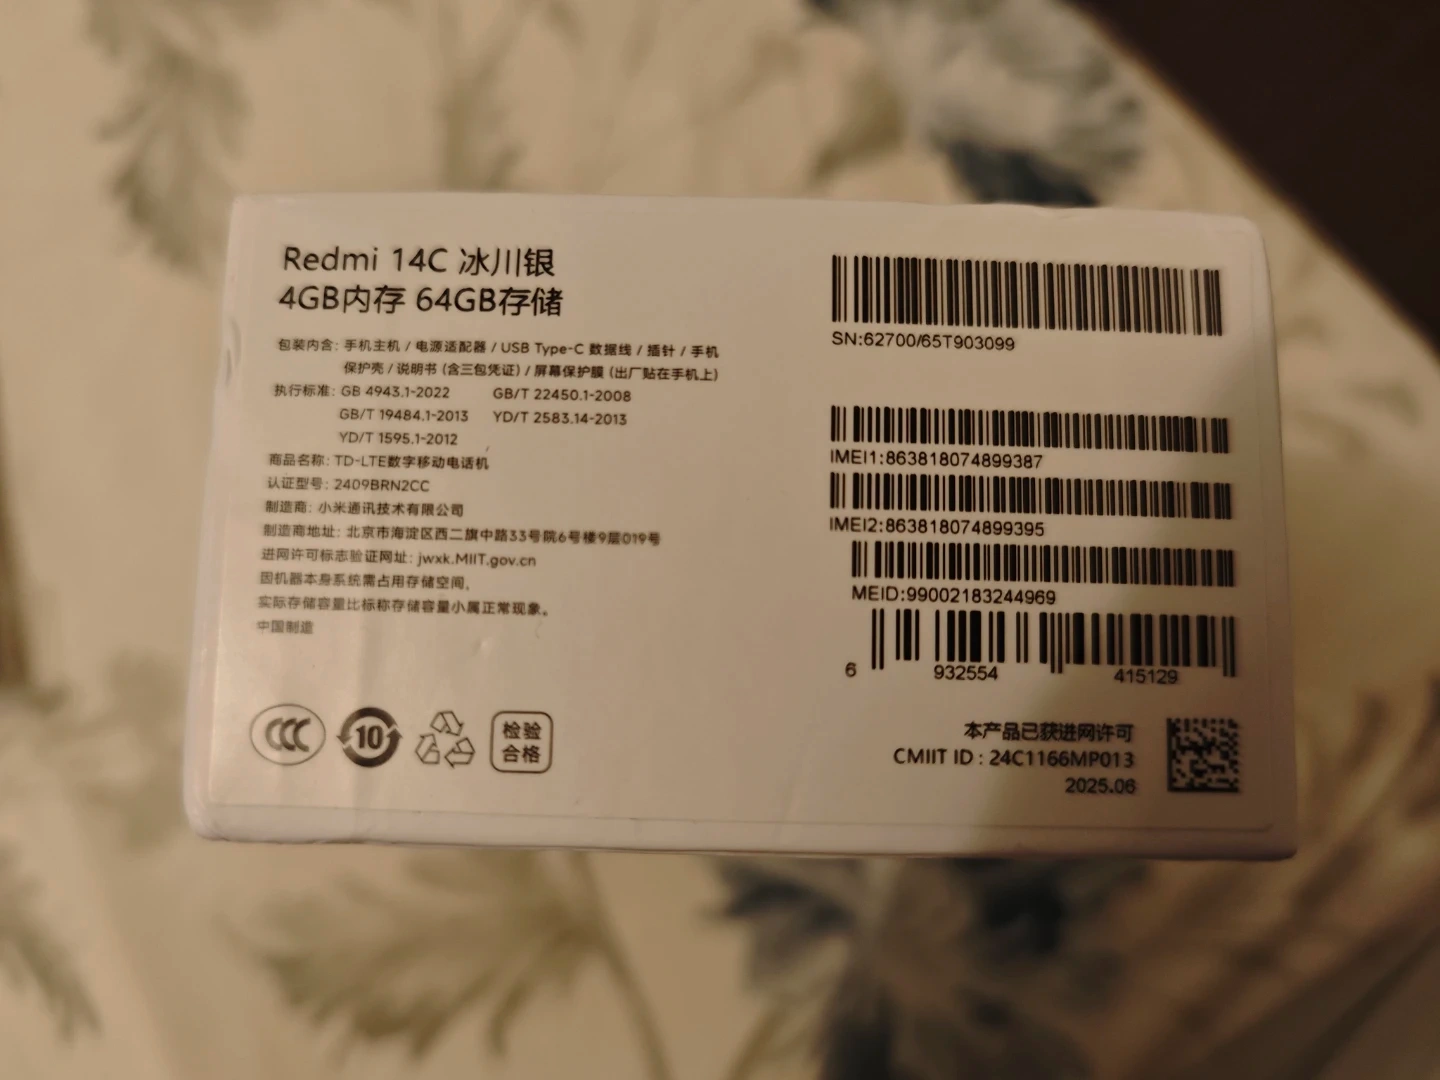 Redmi 14C 冰川银
4GB内存 64GB存储
包装内含: 手机主机 / 电源适配器 / USB Type-C 数据线 / 插针 / 手机
保护壳 / 说明书 (含三包凭证) / 屏幕保护膜 (出厂贴在手机上)
执行标准: GB 4943.1-2022 GB/T 22450.1-2008
GB/T 19484.1-2013 YD/T 2583.14-2013
YD/T 1595.1-2012
商品名称: TD-LTE数字移动电话机
认证型号: 2409BRN2CC
制造商: 小米通讯技术有限公司
制造商地址: 北京市海淀区西二旗中路33号院6号楼9层019号
进网许可标志验证网址: jwxk.MIIT.gov.cn
因机器本身系统需占用存储空间,
实际存储容量比标称存储容量小属正常现象。
中国制造
CCC
10
检验
合格
SN:62700/65T903099
IMEI1:863818074899387
IMEI2:863818074899395
MEID:99002183244969
6 932554 415129
本产品已获进网许可
CMIIT ID : 24C1166MP013
2025.06